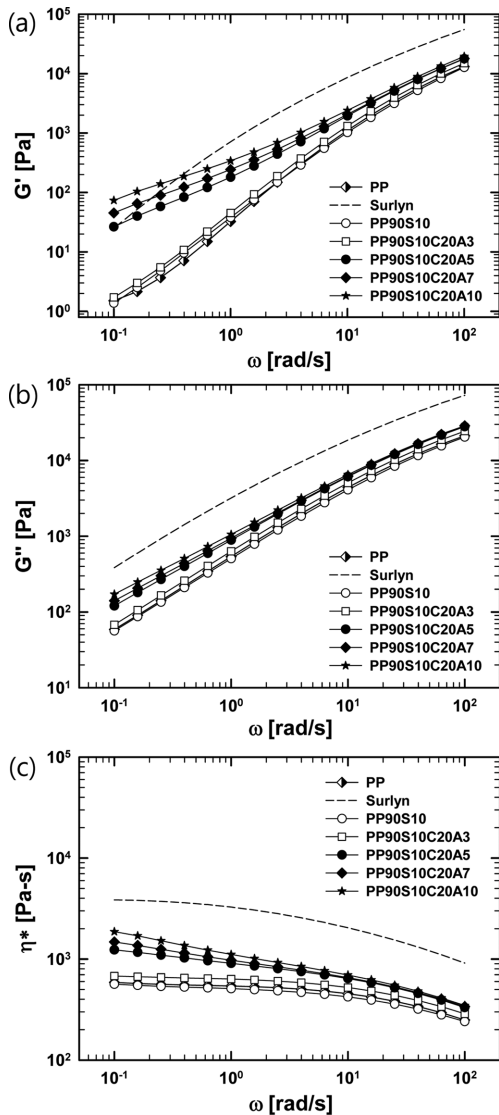 (a)
10⁵
10⁴
10³
10²
10¹
10⁰
G' [Pa]
PP
Surlyn
PP90S10
PP90S10C20A3
PP90S10C20A5
PP90S10C20A7
PP90S10C20A10
10⁻¹ 10⁰ 10¹ 10²
ω [rad/s]
(b)
10⁵
10⁴
10³
10²
10¹
G'' [Pa]
PP
Surlyn
PP90S10
PP90S10C20A3
PP90S10C20A5
PP90S10C20A7
PP90S10C20A10
10⁻¹ 10⁰ 10¹ 10²
ω [rad/s]
(c)
10⁵
10⁴
10³
10²
η* [Pa-s]
PP
Surlyn
PP90S10
PP90S10C20A3
PP90S10C20A5
PP90S10C20A7
PP90S10C20A10
10⁻¹ 10⁰ 10¹ 10²
ω [rad/s]